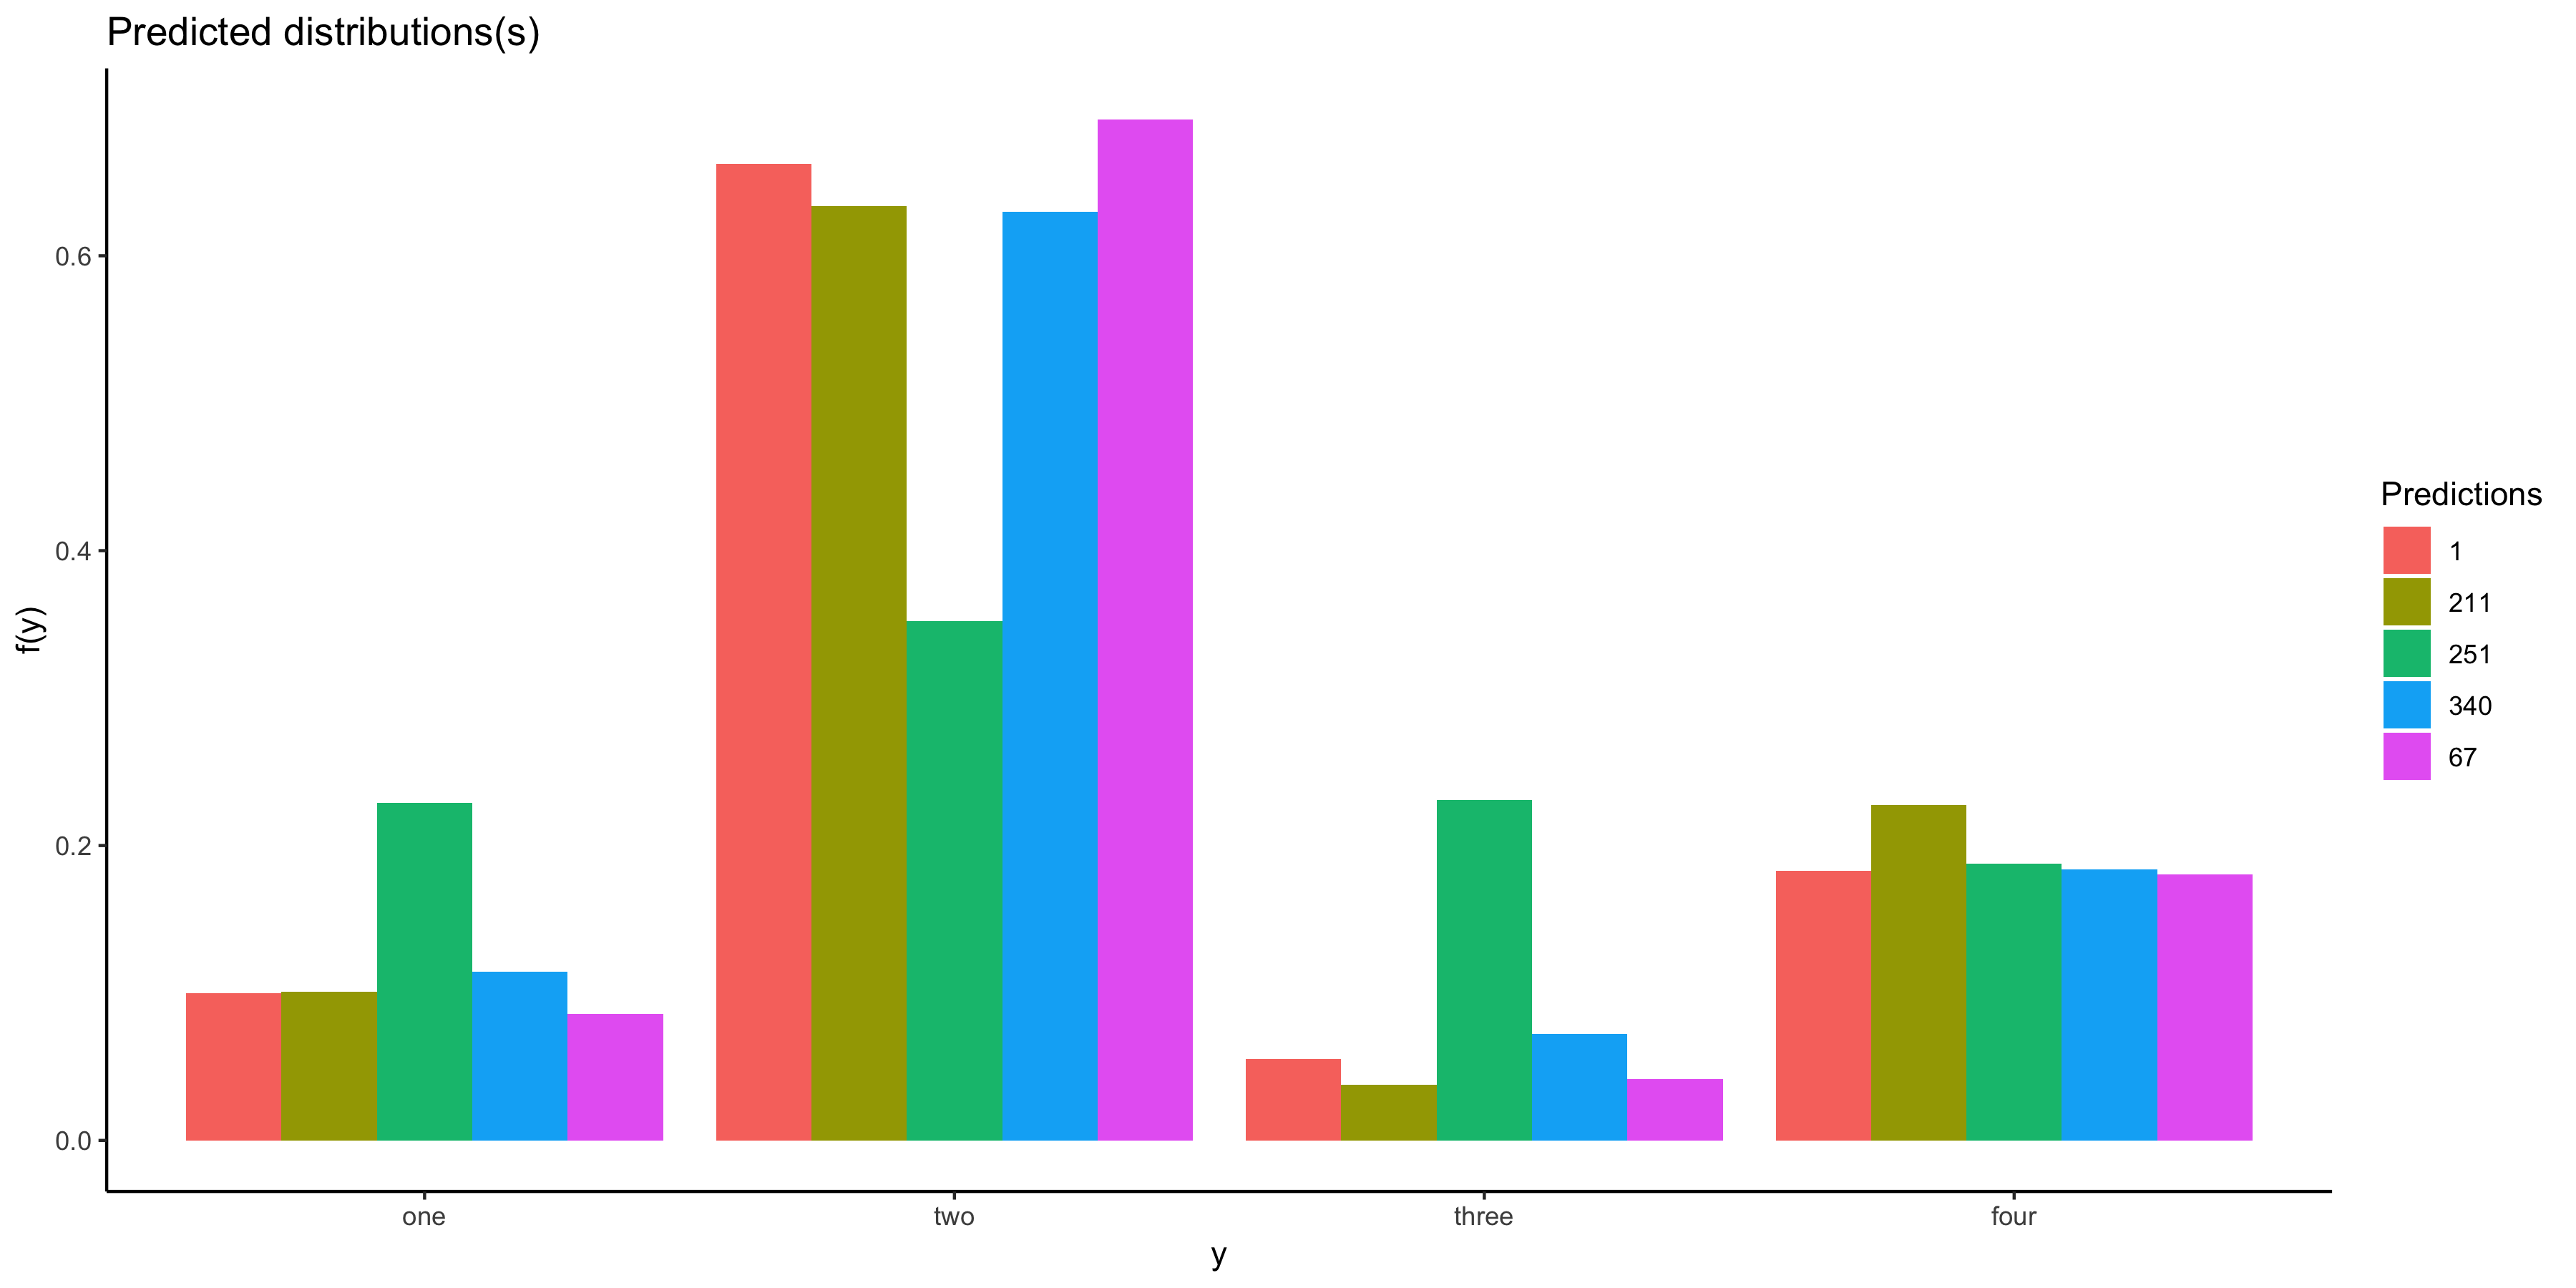 Predicted distributions(s)
f(y)
0.6
0.4
0.2
0.0
one two three four
y
Predictions
1
211
251
340
67